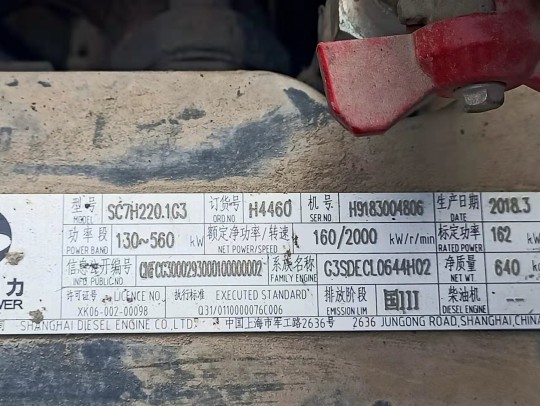 型号 MODEL SC7H220.1G3 订货号 ORD.NO H4460 机号 SER.NO H9183004806 生产日期 DATE 2018.3
功率段 POWER BAND 130~560 kW 额定净功率/转速 NET POWER/SPEED 160/2000 kW/r/min 标定功率 RATED POWER 162 kW
力 信息公开编号 INFO PUBLIC.NO CG3000293000100000002 系族名称 FAMILY ENGINE G3SDECL0644H02 净质量 NET WT 640 kg
WER 许可证号 LICENCE NO XK06-002-00098 执行标准 EXECUTED STANDARD Q31/0110000076C006 排放阶段 EMISSION LIM 国III 柴油机 DIESEL ENGINE --
司 SHANGHAI DIESEL ENGINE CO.,LTD. 中国上海市军工路2636号 2636 JUNGONG ROAD,SHANGHAI,CHINA